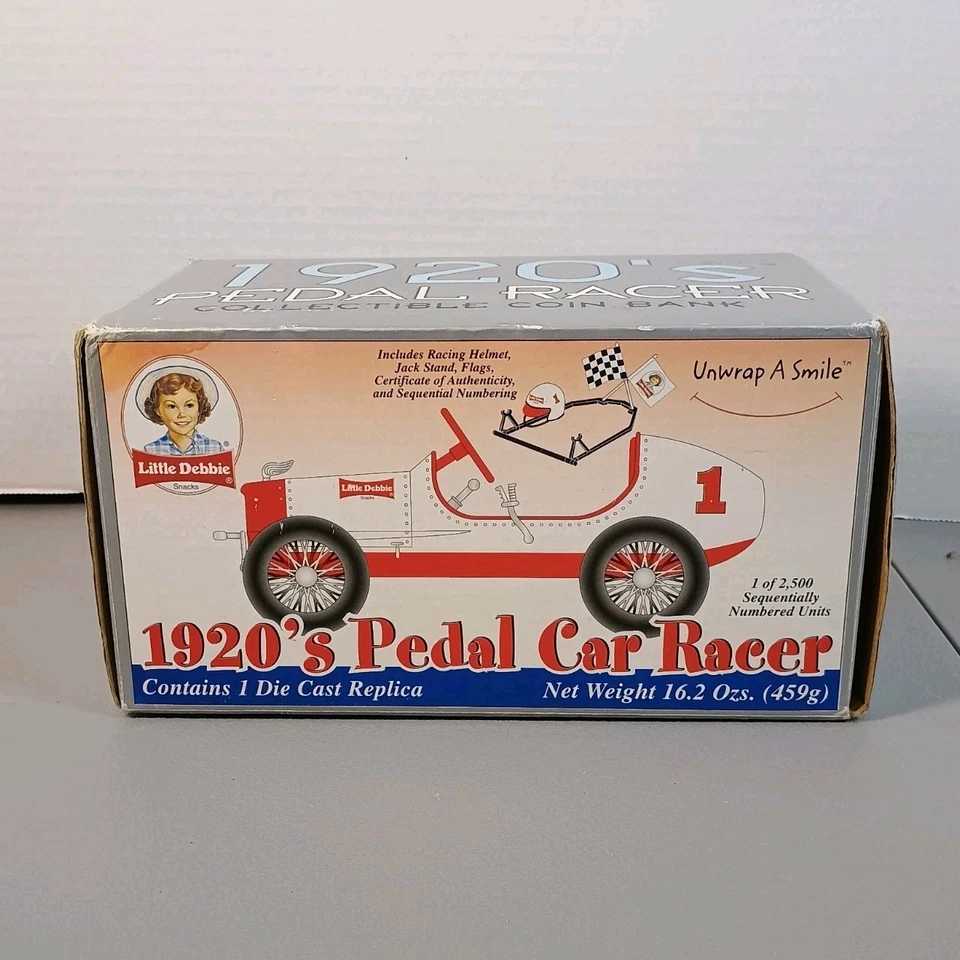 1920's
PEDAL RACER
COLLECTIBLE COIN BANK
Includes Racing Helmet,
Jack Stand, Flags,
Certificate of Authenticity,
and Sequential Numbering
Unwrap A Smile™
Little Debbie®
Snacks ®
Little Debbie
Snacks
1
1 of 2,500
Sequentially
Numbered Units
1920's Pedal Car Racer
Contains 1 Die Cast Replica
Net Weight 16.2 Ozs. (459g)